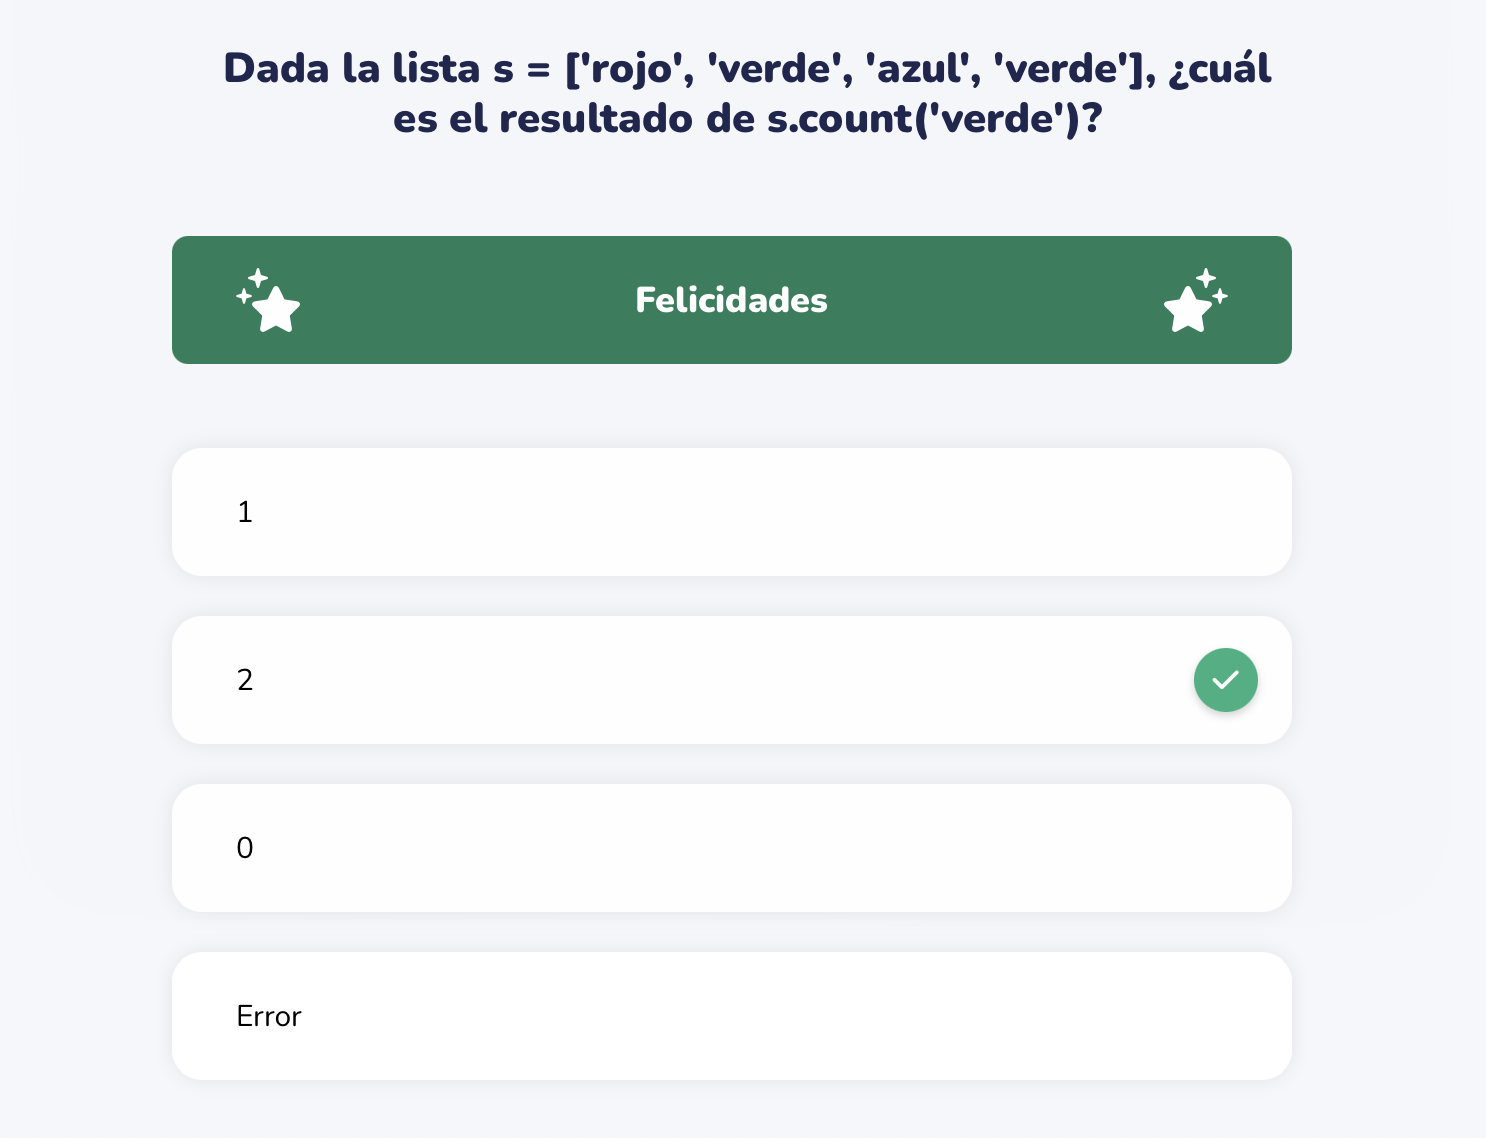 Dada la lista s = ['rojo', 'verde', 'azul', 'verde'], ¿cuál
es el resultado de s.count('verde')?
Felicidades
1
2
0
Error